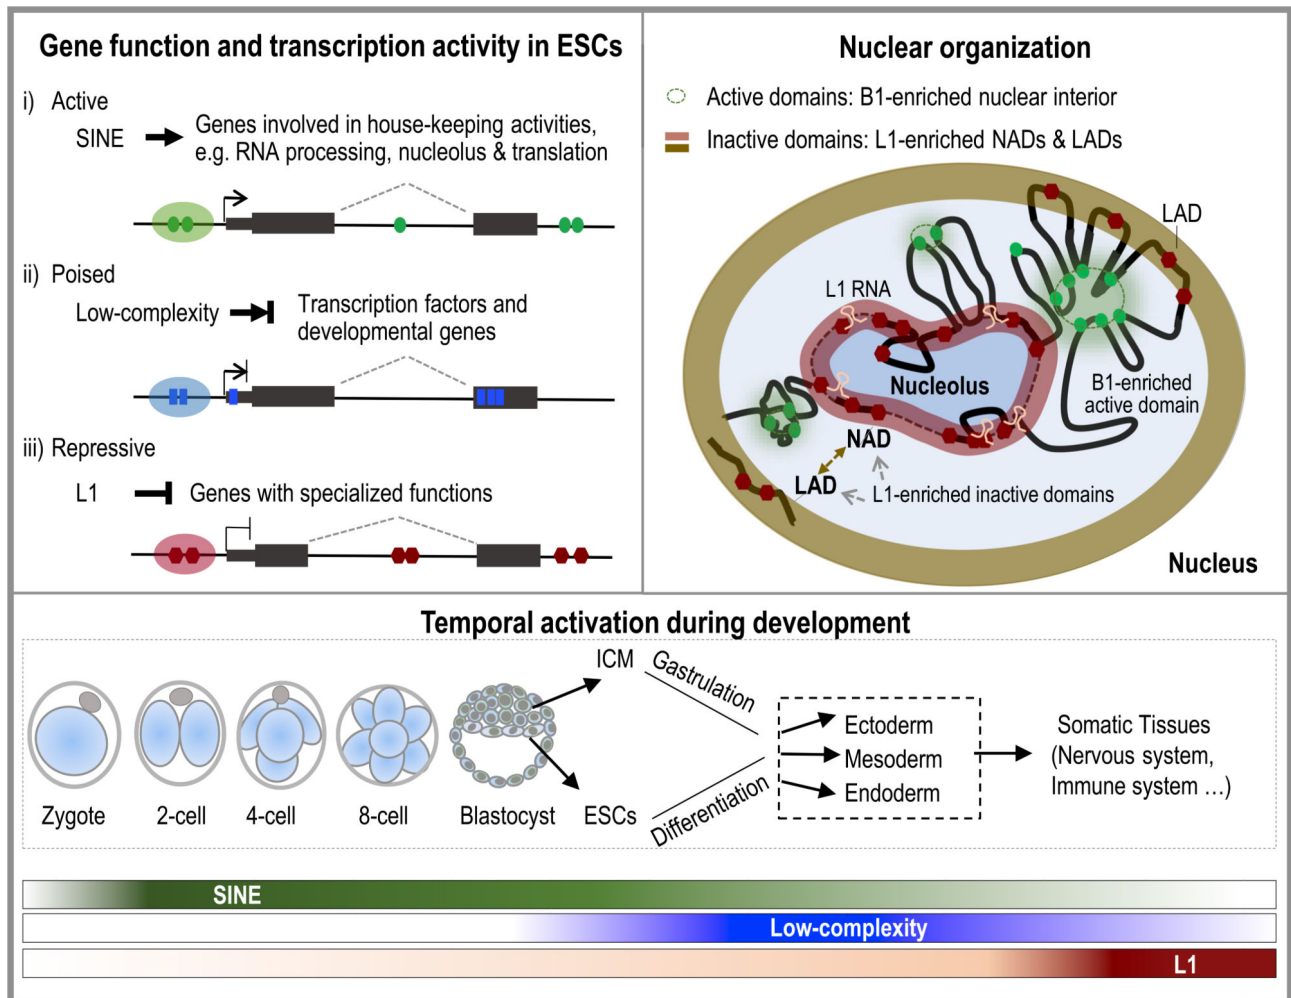 Gene function and transcription activity in ESCs
i) Active
SINE
Genes involved in house-keeping activities,
e.g. RNA processing, nucleolus & translation
ii) Poised
Low-complexity
Transcription factors and
developmental genes
iii) Repressive
L1
Genes with specialized functions
Nuclear organization
Active domains: B1-enriched nuclear interior
Inactive domains: L1-enriched NADs & LADs
LAD
L1 RNA
Nucleolus
B1-enriched
active domain
NAD
LAD
L1-enriched inactive domains
Nucleus
Temporal activation during development
ICM
Gastrulation
Ectoderm
Mesoderm
Endoderm
Somatic Tissues
(Nervous system,
Immune system ...)
Zygote
2-cell
4-cell
8-cell
Blastocyst
ESCs
Differentiation
SINE
Low-complexity
L1